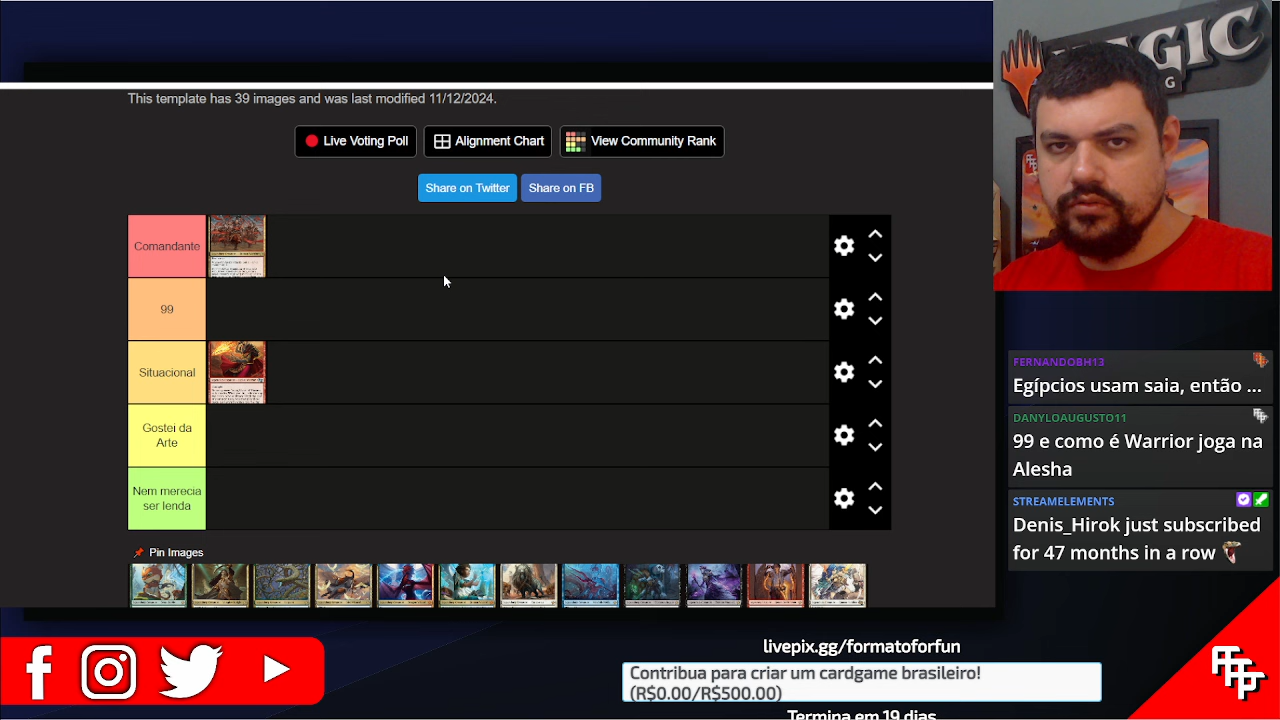 This template has 39 images and was last modified 11/12/2024.
Live Voting Poll
Alignment Chart
View Community Rank
Share on Twitter
Share on FB
Comandante
99
Situacional
Gostei da
Arte
Nem merecia
ser lenda
Pin Images
MAGIC
FERNANDOBH13
Egípcios usam saia, então ...
DANYLOAUGUSTO11
99 e como é Warrior joga na
Alesha
STREAMELEMENTS
Denis_Hirok just subscribed
for 47 months in a row
livepix.gg/formatoforfun
Contribua para criar um cardgame brasileiro!
(R$0.00/R$500.00)
Termina em 19 dias